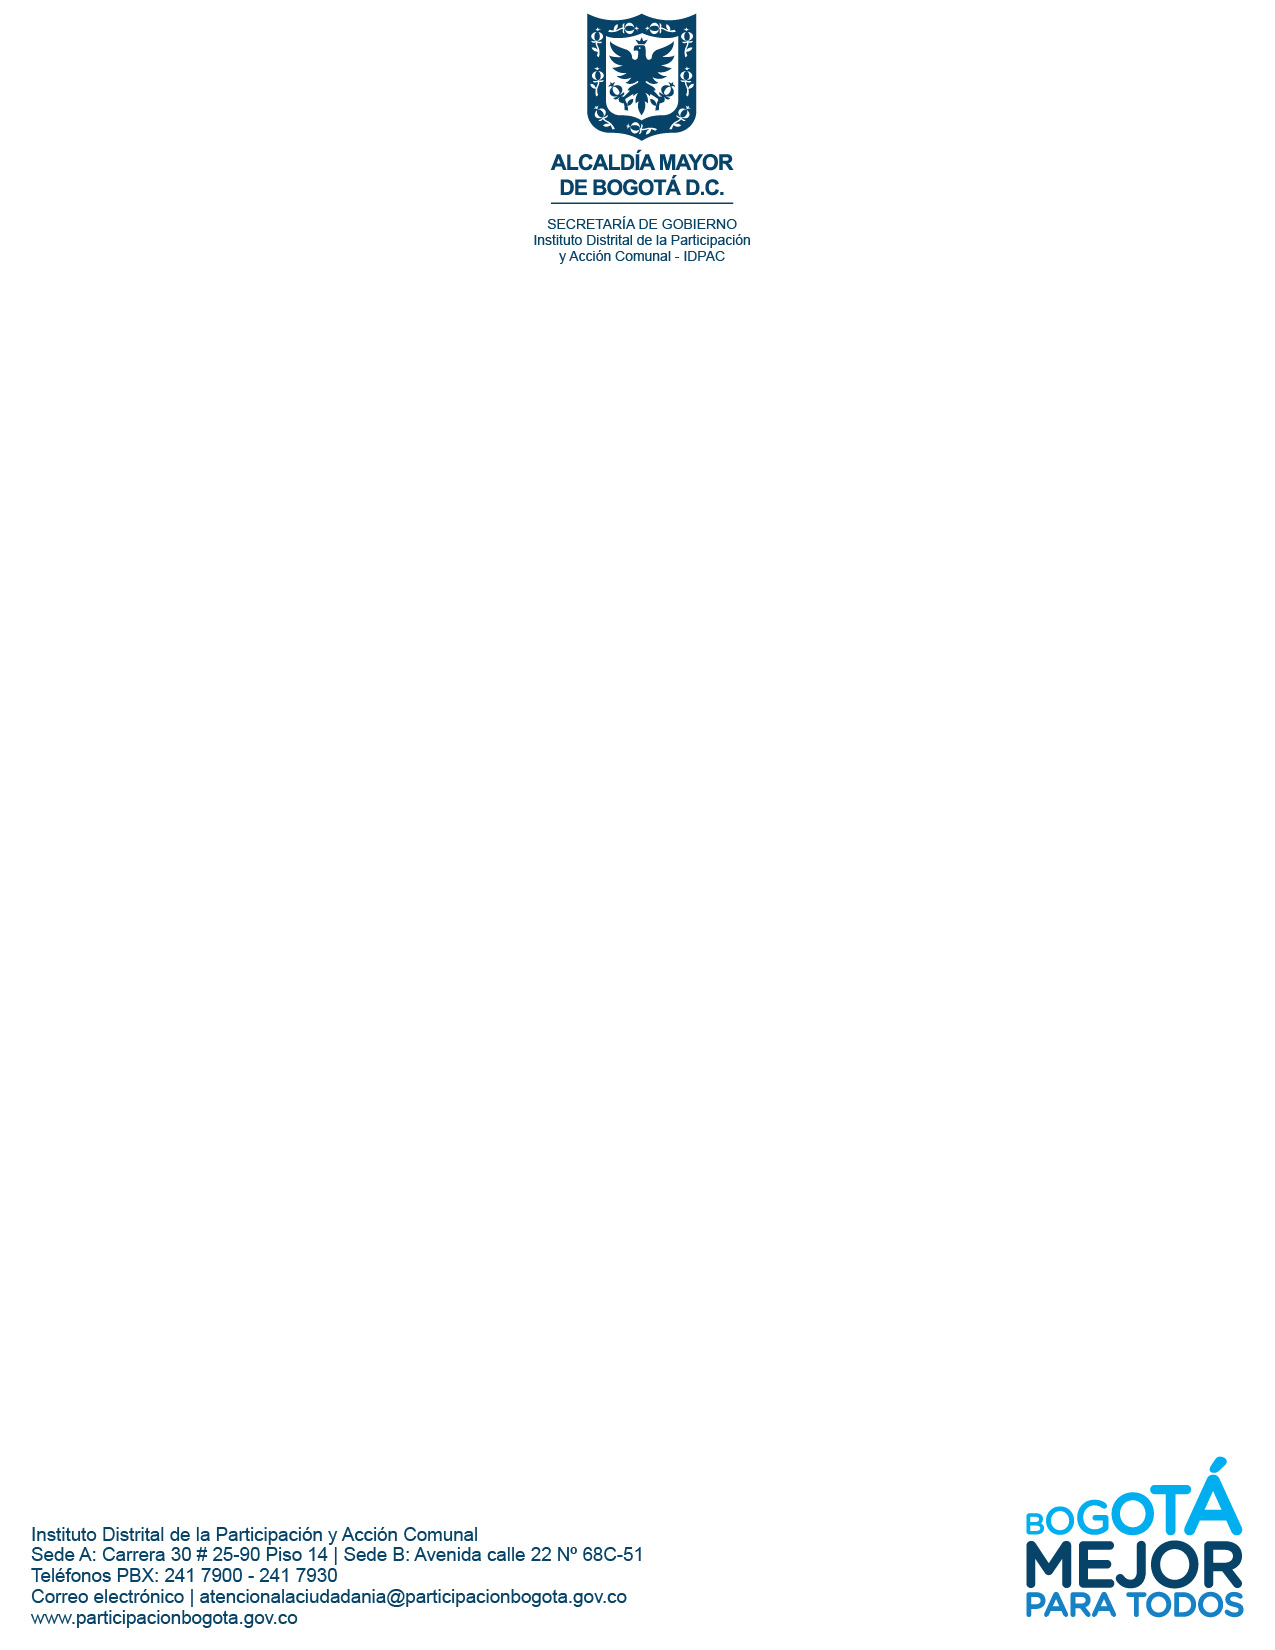 ALCALDÍA MAYOR
DE BOGOTÁ D.C.
SECRETARÍA DE GOBIERNO
Instituto Distrital de la Participación
y Acción Comunal - IDPAC
Instituto Distrital de la Participación y Acción Comunal
Sede A: Carrera 30 # 25-90 Piso 14 | Sede B: Avenida calle 22 Nº 68C-51
Teléfonos PBX: 241 7900 - 241 7930
Correo electrónico | atencionalaciudadania@participacionbogota.gov.co
www.participacionbogota.gov.co
BOGOTÁ
MEJOR
PARA TODOS